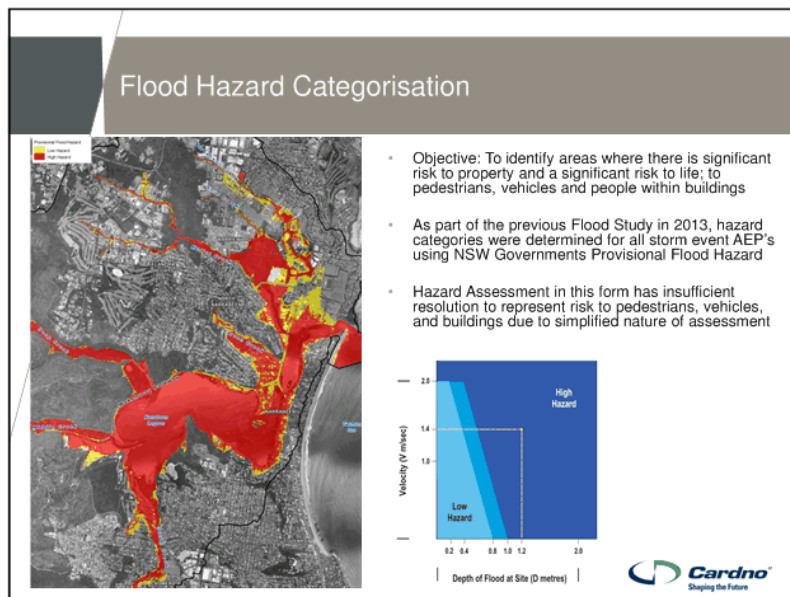 Flood Hazard Categorisation
Provisional Flood Hazard
Low Hazard
High Hazard
Objective: To identify areas where there is significant
risk to property and a significant risk to life; to
pedestrians, vehicles and people within buildings
As part of the previous Flood Study in 2013, hazard
categories were determined for all storm event AEP's
using NSW Governments Provisional Flood Hazard
Hazard Assessment in this form has insufficient
resolution to represent risk to pedestrians, vehicles,
and buildings due to simplified nature of assessment
Narrabeen
Lagoon
Creek
Velocity (V m/sec)
2.0
1.4
1.0
High
Hazard
Low
Hazard
0.2 0.4 0.8 1.0 1.2 2.0
Depth of Flood at Site (D metres)
Cardno®
Shaping the Future